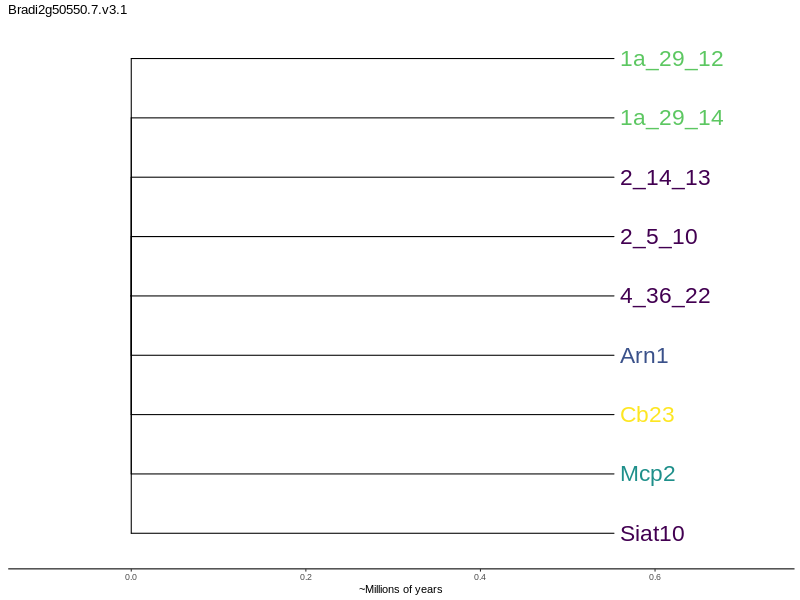 Bradi2g50550.7.v3.1
1a_29_12
1a_29_14
2_14_13
2_5_10
4_36_22
Arn1
Cb23
Mcp2
Siat10
0.0 0.2 0.4 0.6
~Millions of years